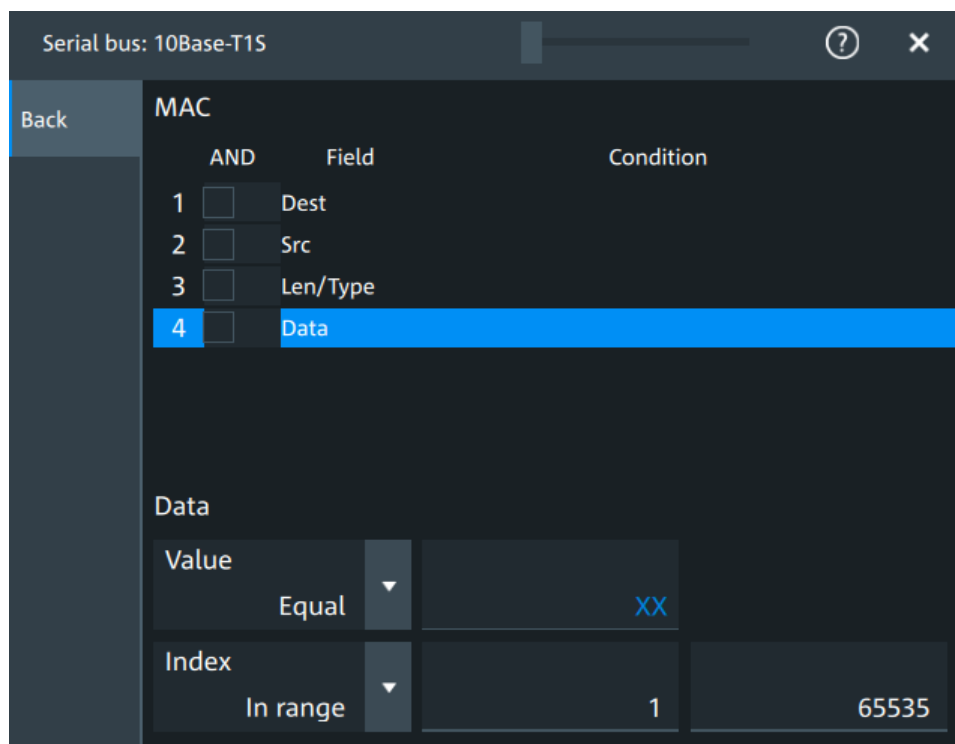 Serial bus: 10Base-T1S ? ×
Back
MAC
AND Field Condition
1 Dest
2 Src
3 Len/Type
4 Data
Data
Value
Equal XX
Index
In range 1 65535